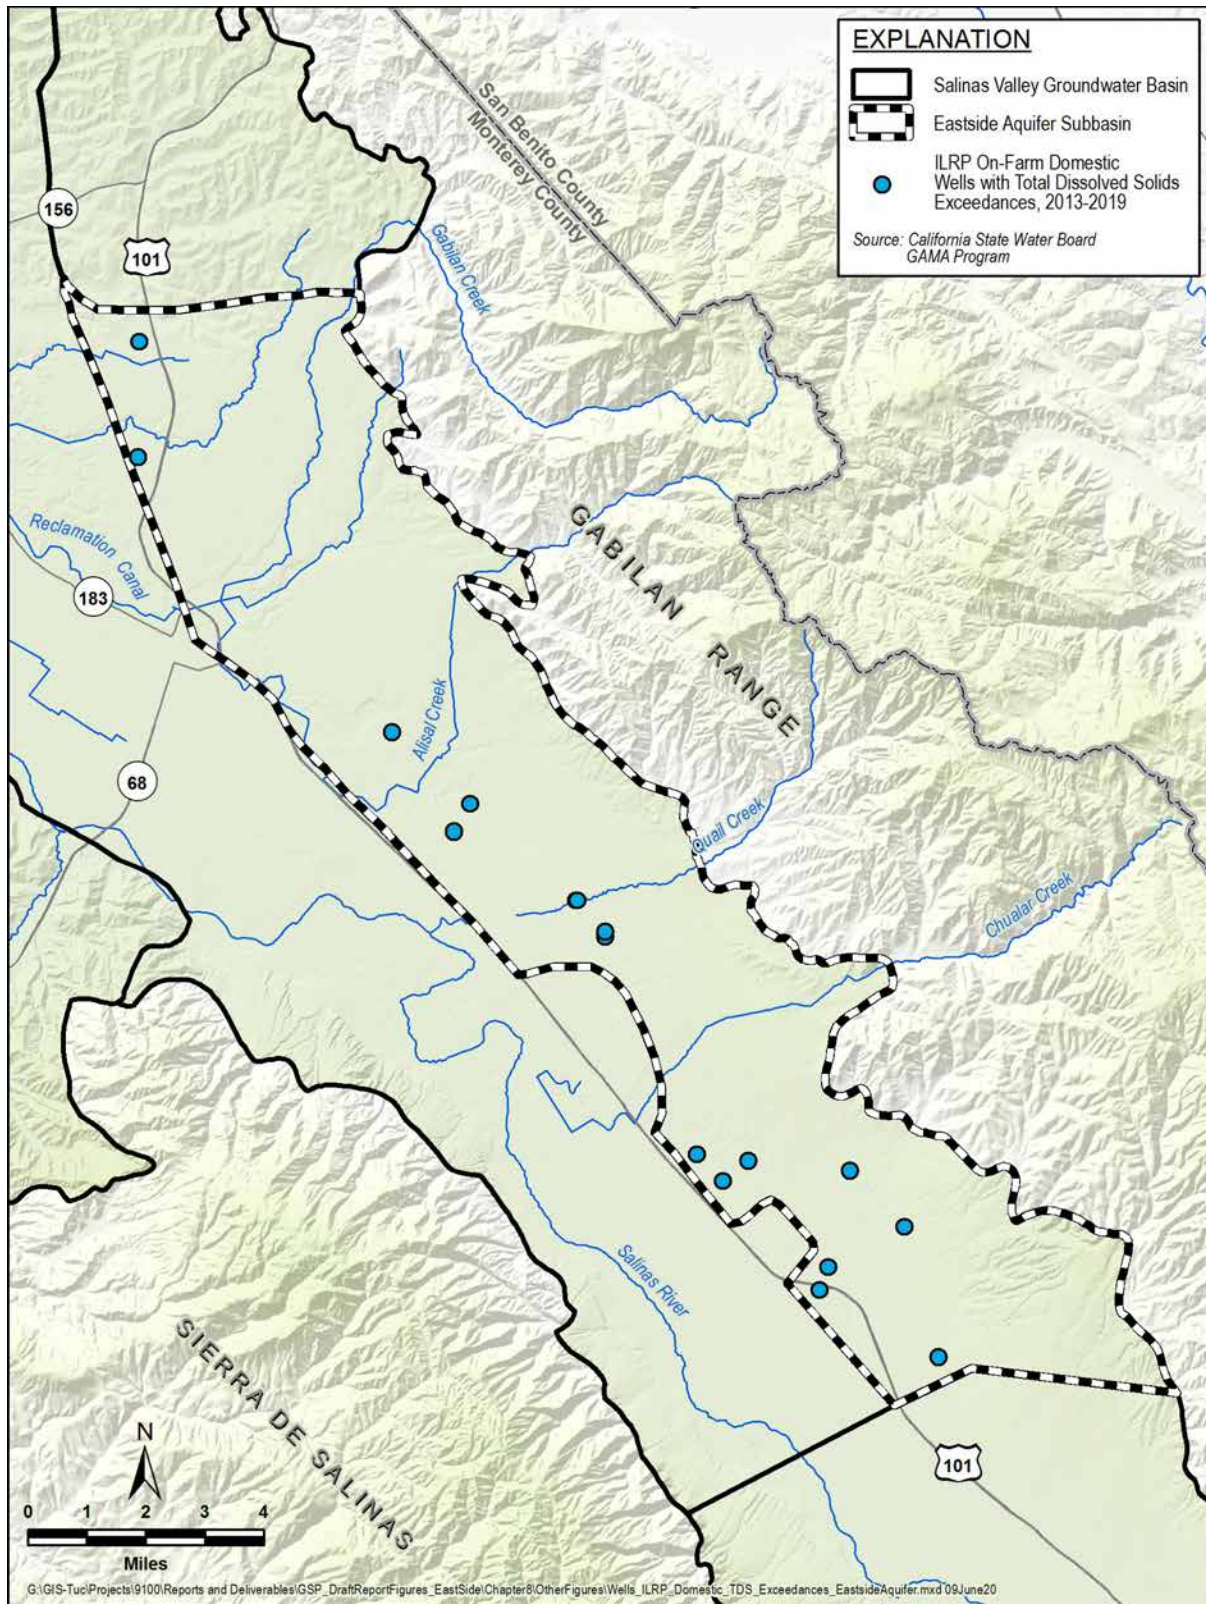 EXPLANATION
Salinas Valley Groundwater Basin
Eastside Aquifer Subbasin
ILRP On-Farm Domestic
Wells with Total Dissolved Solids
Exceedances, 2013-2019
Source: California State Water Board
GAMA Program
San Benito County
Monterey County
156
101
Gabilan Creek
Reclamation Canal
183
GABILAN RANGE
Alisal Creek
68
Quail Creek
Chualar Creek
Salinas River
SIERRA DE SALINAS
101
N
0 1 2 3 4
Miles
G:\GIS-Tuc\Projects\9100\Reports and Deliverables\GSP_DraftReportFigures_EastSide\Chapter8\OtherFigures\Wells_ILRP_Domestic_TDS_Exceedances_EastsideAquifer.mxd 09June20